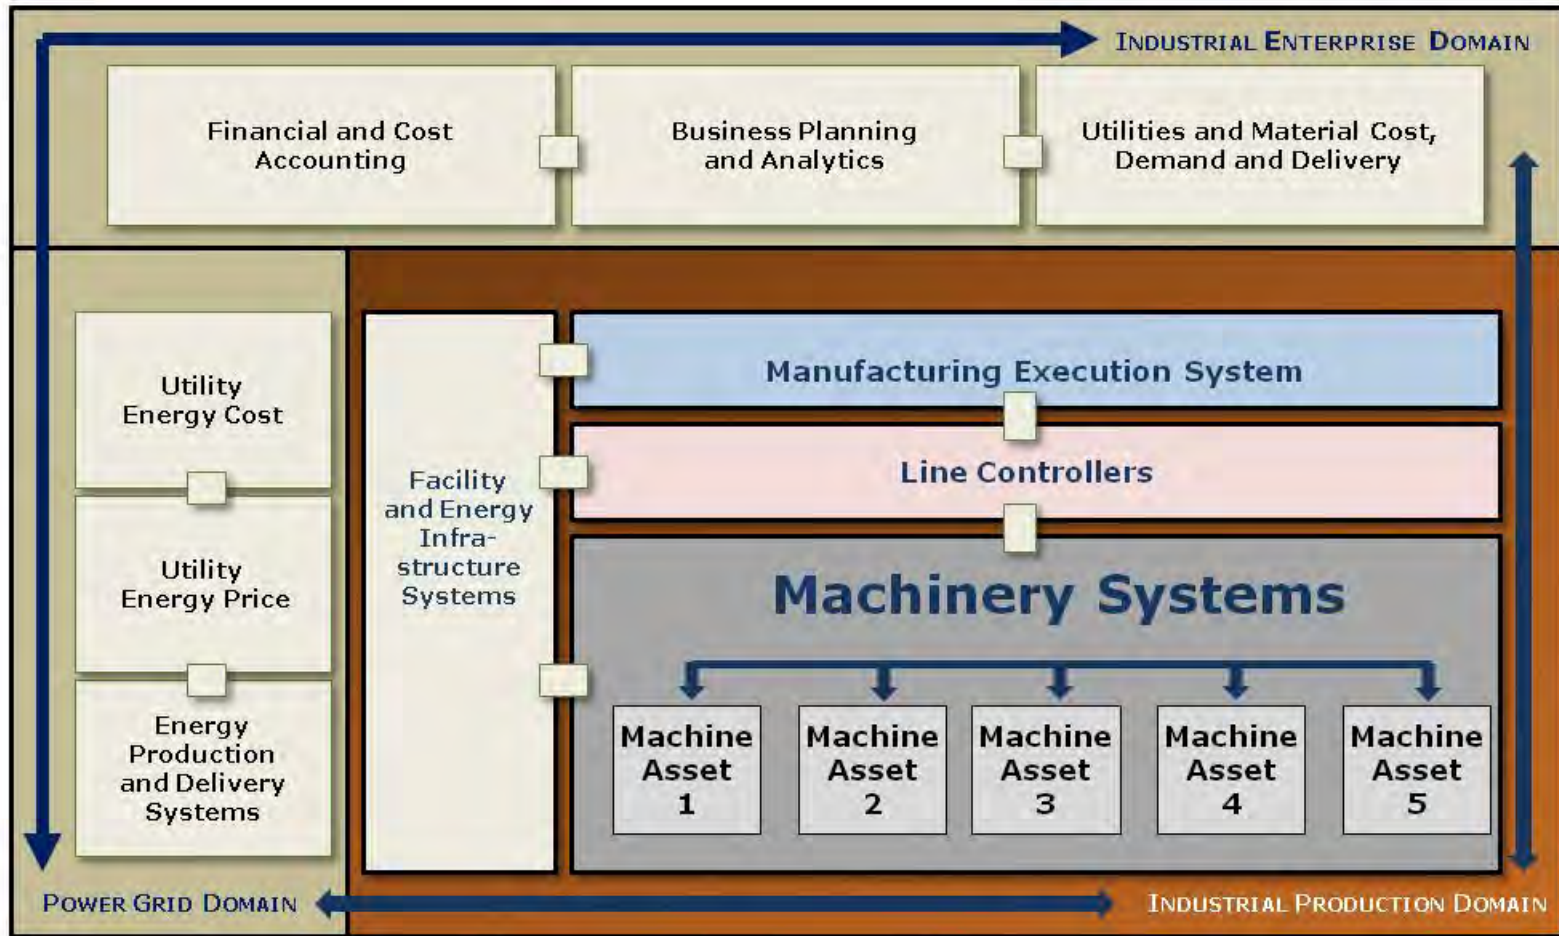 INDUSTRIAL ENTERPRISE DOMAIN
Financial and Cost
Accounting
Business Planning
and Analytics
Utilities and Material Cost,
Demand and Delivery
Utility
Energy Cost
Utility
Energy Price
Energy
Production
and Delivery
Systems
Facility
and Energy
Infra-
structure
Systems
Manufacturing Execution System
Line Controllers
Machinery Systems
Machine
Asset
1
Machine
Asset
2
Machine
Asset
3
Machine
Asset
4
Machine
Asset
5
POWER GRID DOMAIN
INDUSTRIAL PRODUCTION DOMAIN